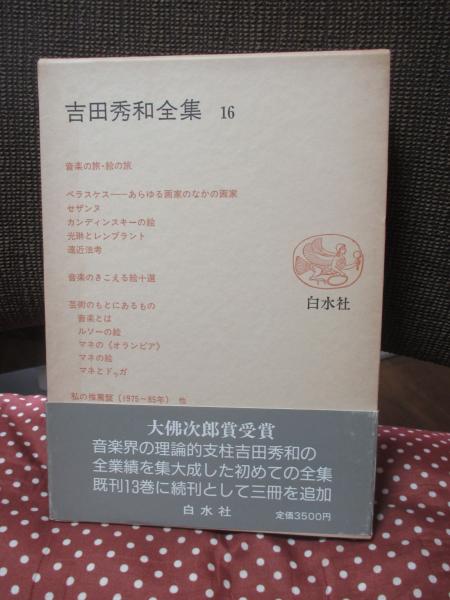 吉田秀和全集 16
音楽の旅・絵の旅
ベラスケス――あらゆる画家のなかの画家
セザンヌ
カンディンスキーの絵
光琳とレンブラント
遠近法考
音楽のきこえる絵十選
芸術のもとにあるもの
音楽とは
ルソーの絵
マネの《オランピア》
マネの絵
マネとドゥガ
私の推薦盤(1975〜85年) 他
白水社
大佛次郎賞受賞
音楽界の理論的支柱吉田秀和の
全業績を集大成した初めての全集
既刊13巻に続刊として三冊を追加
白水社
定価3500円